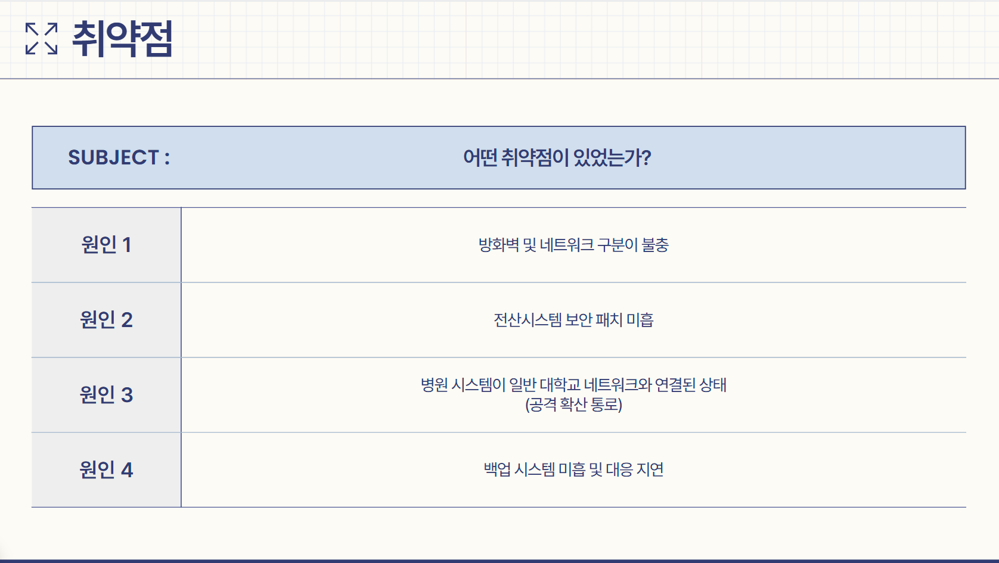 취약점
SUBJECT :
어떤 취약점이 있었는가?
원인 1
방화벽 및 네트워크 구분이 불충
원인 2
전산시스템 보안 패치 미흡
원인 3
병원 시스템이 일반 대학교 네트워크와 연결된 상태
(공격 확산 통로)
원인 4
백업 시스템 미흡 및 대응 지연